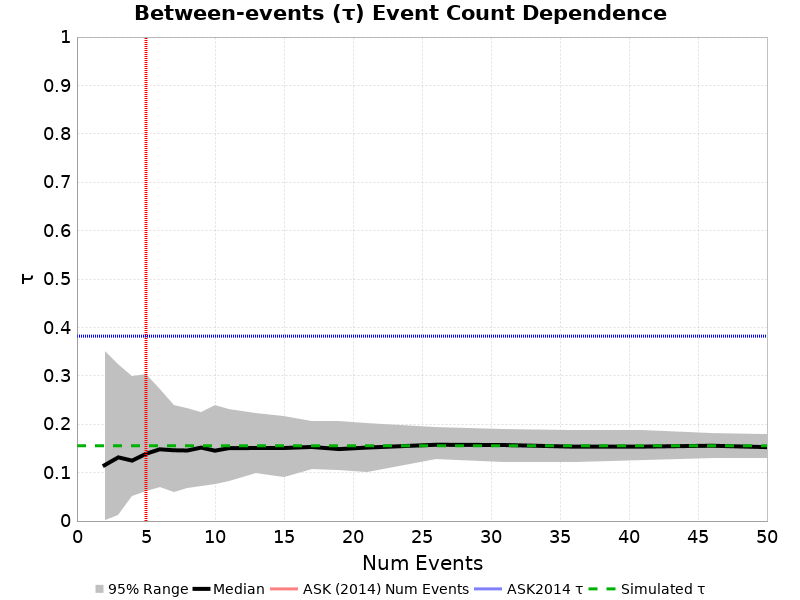 Between-events (τ) Event Count Dependence
1
0.9
0.8
0.7
0.6
0.5
0.4
0.3
0.2
0.1
0
τ
0 5 10 15 20 25 30 35 40 45 50
Num Events
95% Range Median ASK (2014) Num Events ASK2014 τ Simulated τ